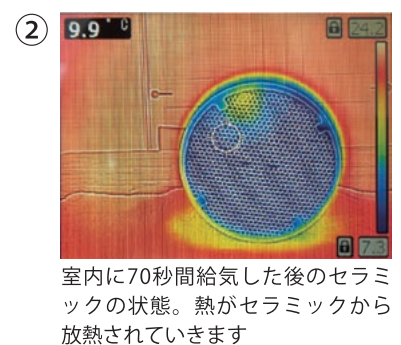 ②
9.9 °C
24.2
7.3
室内に70秒間給気した後のセラミ
ックの状態。熱がセラミックから
放熱されていきます